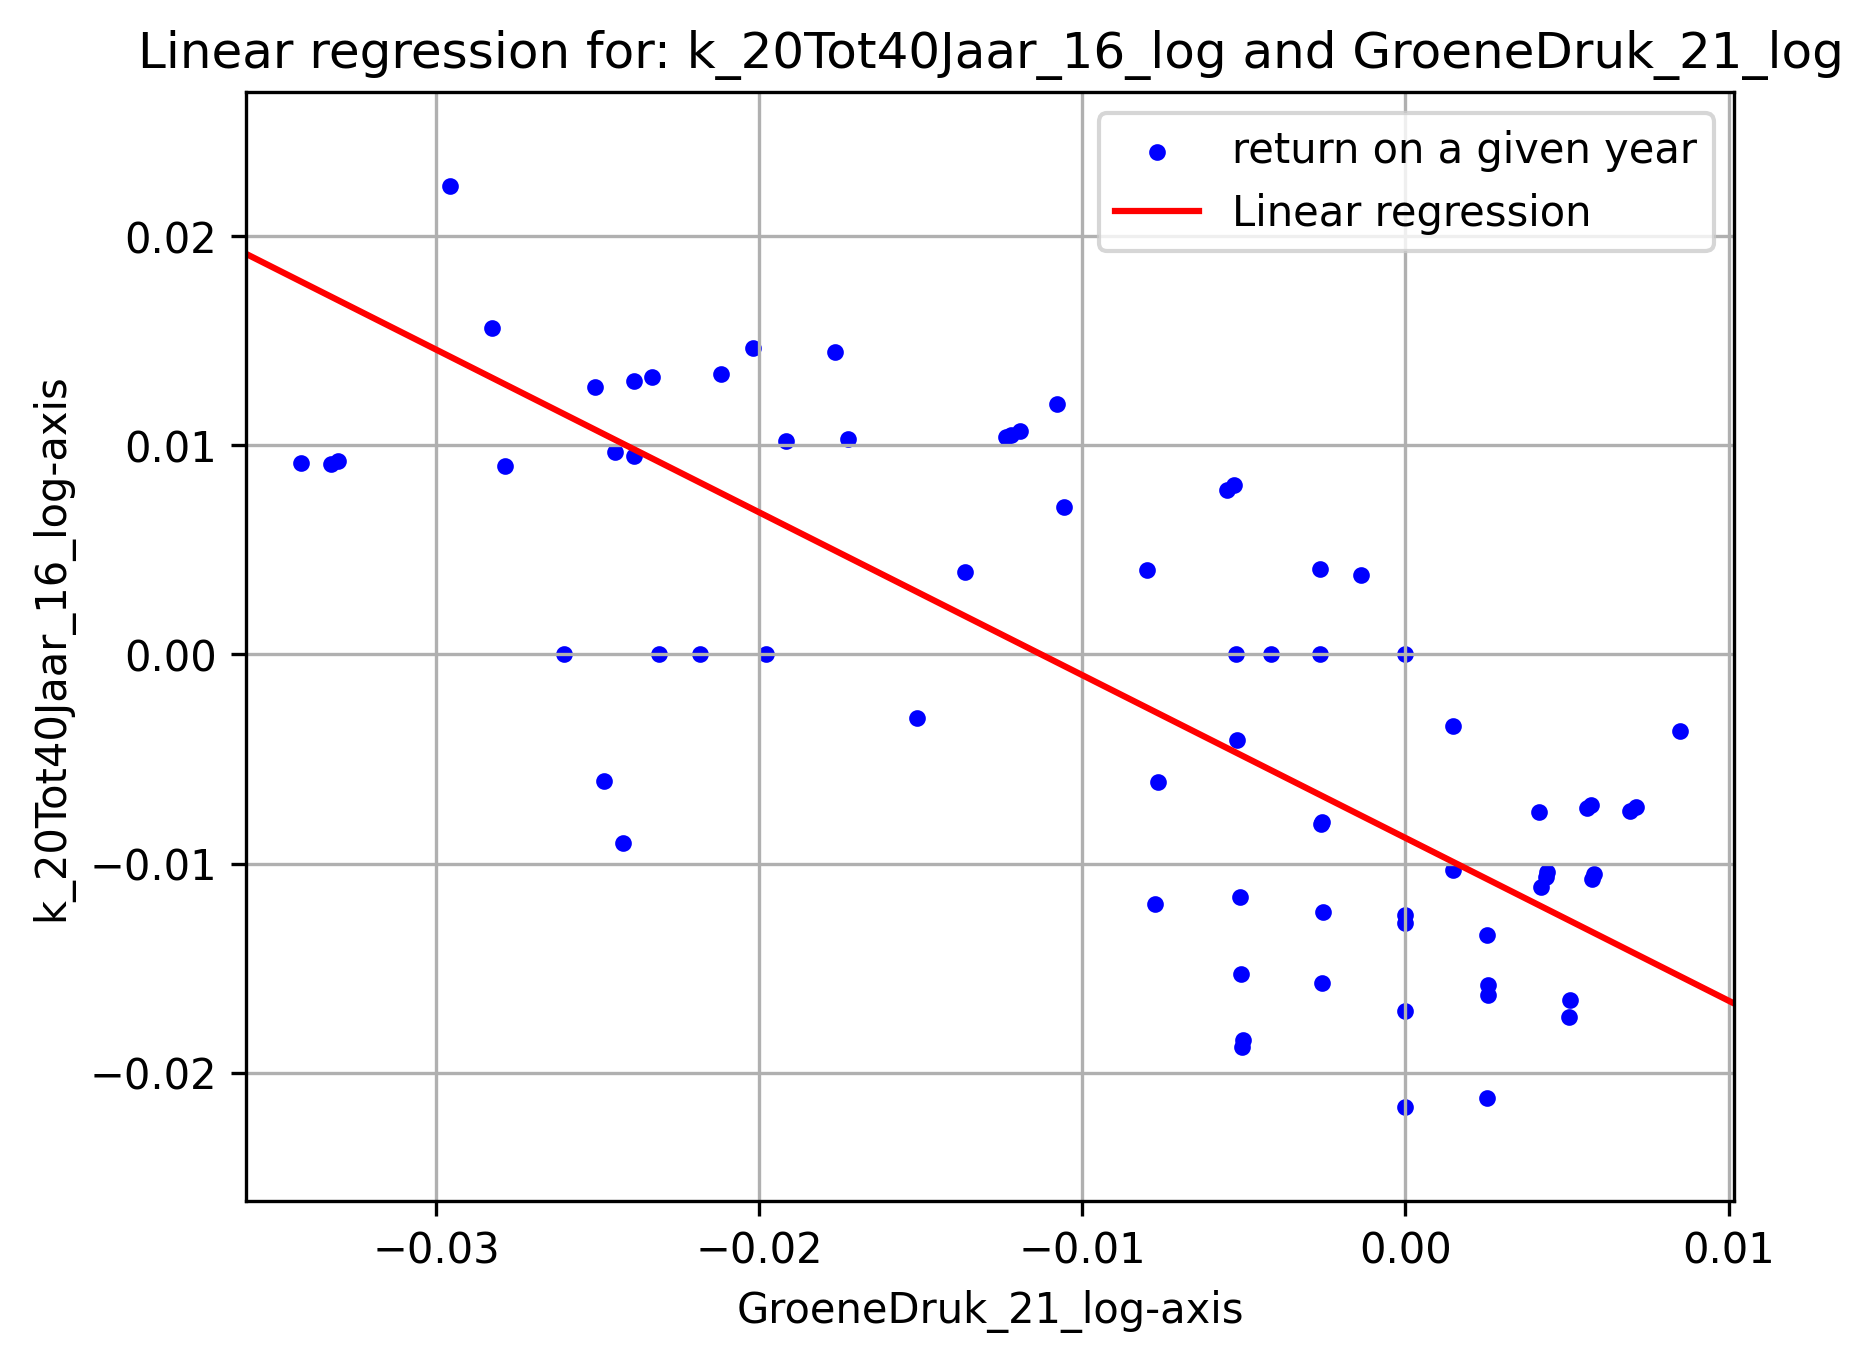 Linear regression for: k_20Tot40Jaar_16_log and GroeneDruk_21_log
return on a given year
Linear regression
k_20Tot40Jaar_16_log-axis
0.02
0.01
0.00
−0.01
−0.02
−0.03
−0.02
−0.01
0.00
0.01
GroeneDruk_21_log-axis